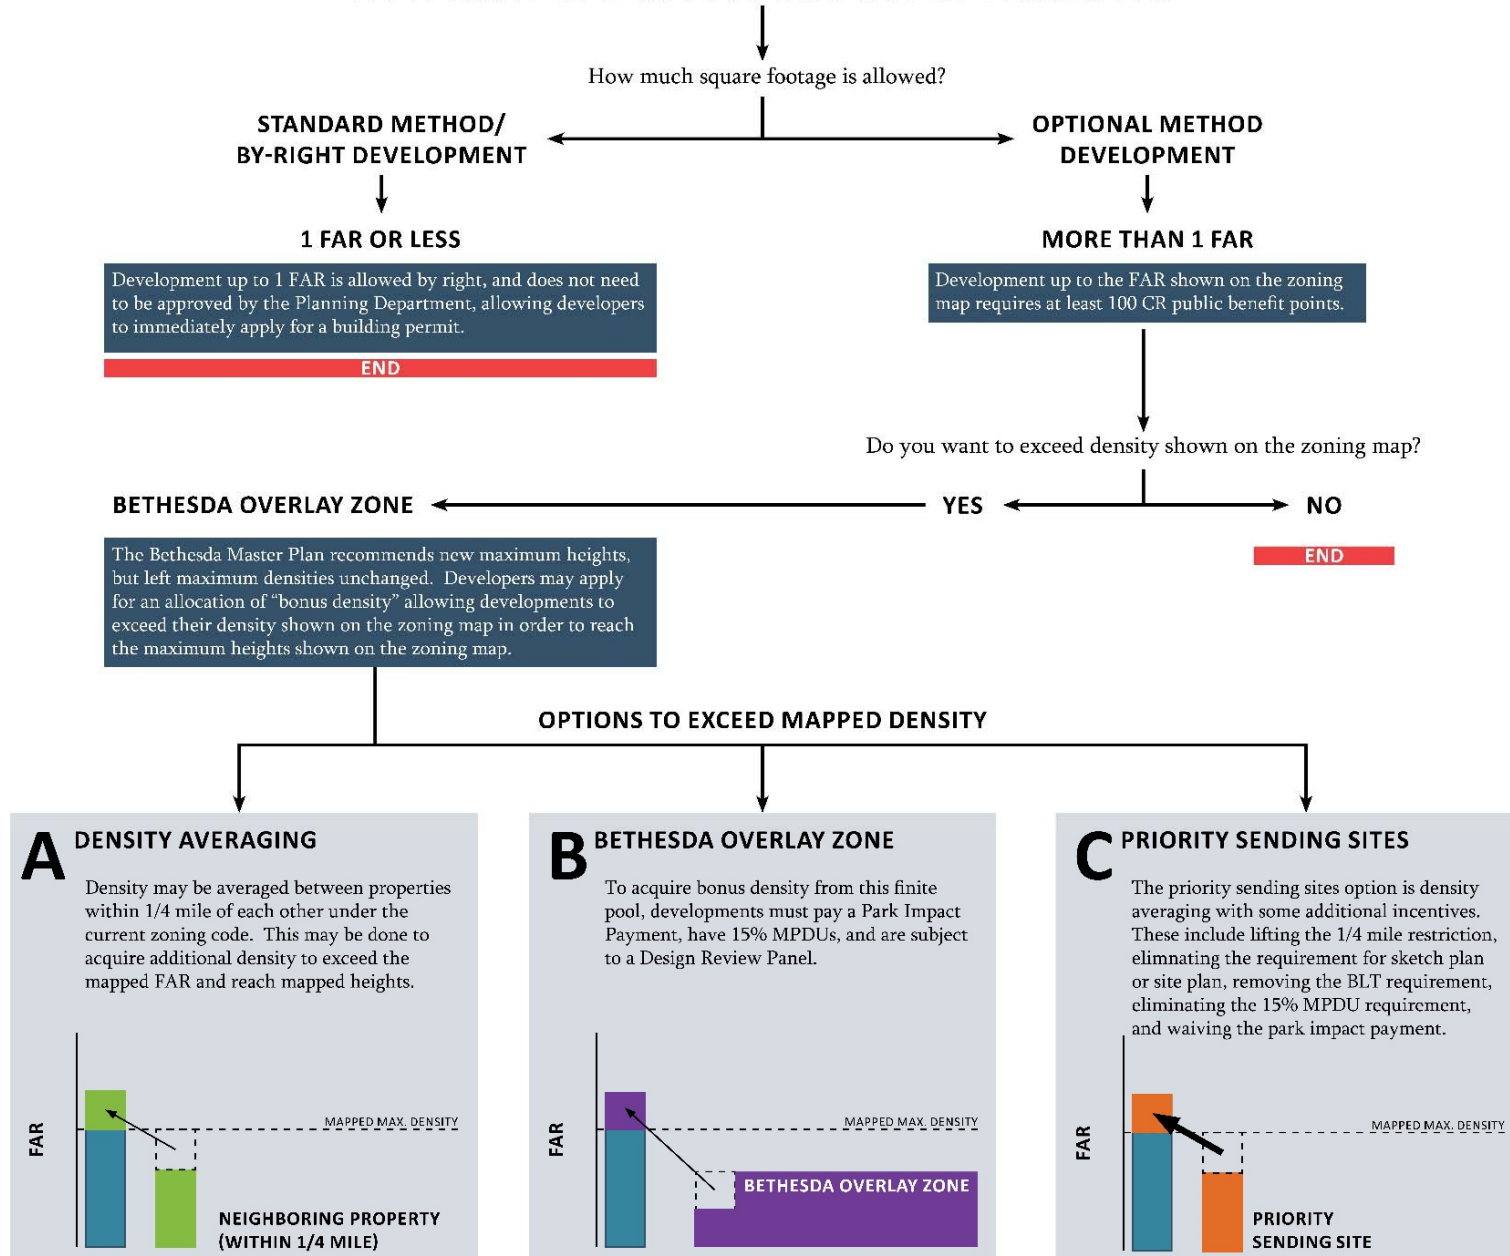 How much square footage is allowed?
STANDARD METHOD/
BY-RIGHT DEVELOPMENT
OPTIONAL METHOD
DEVELOPMENT
1 FAR OR LESS
MORE THAN 1 FAR
Development up to 1 FAR is allowed by right, and does not need
to be approved by the Planning Department, allowing developers
to immediately apply for a building permit.
END
Development up to the FAR shown on the zoning
map requires at least 100 CR public benefit points.
Do you want to exceed density shown on the zoning map?
BETHESDA OVERLAY ZONE
YES
NO
END
The Bethesda Master Plan recommends new maximum heights,
but left maximum densities unchanged. Developers may apply
for an allocation of “bonus density” allowing developments to
exceed their density shown on the zoning map in order to reach
the maximum heights shown on the zoning map.
OPTIONS TO EXCEED MAPPED DENSITY
A DENSITY AVERAGING
Density may be averaged between properties
within 1/4 mile of each other under the
current zoning code. This may be done to
acquire additional density to exceed the
mapped FAR and reach mapped heights.
MAPPED MAX. DENSITY
FAR
NEIGHBORING PROPERTY
(WITHIN 1/4 MILE)
B BETHESDA OVERLAY ZONE
To acquire bonus density from this finite
pool, developments must pay a Park Impact
Payment, have 15% MPDUs, and are subject
to a Design Review Panel.
MAPPED MAX. DENSITY
FAR
BETHESDA OVERLAY ZONE
C PRIORITY SENDING SITES
The priority sending sites option is density
averaging with some additional incentives.
These include lifting the 1/4 mile restriction,
elimnating the requirement for sketch plan
or site plan, removing the BLT requirement,
eliminating the 15% MPDU requirement,
and waiving the park impact payment.
MAPPED MAX. DENSITY
FAR
PRIORITY
SENDING SITE